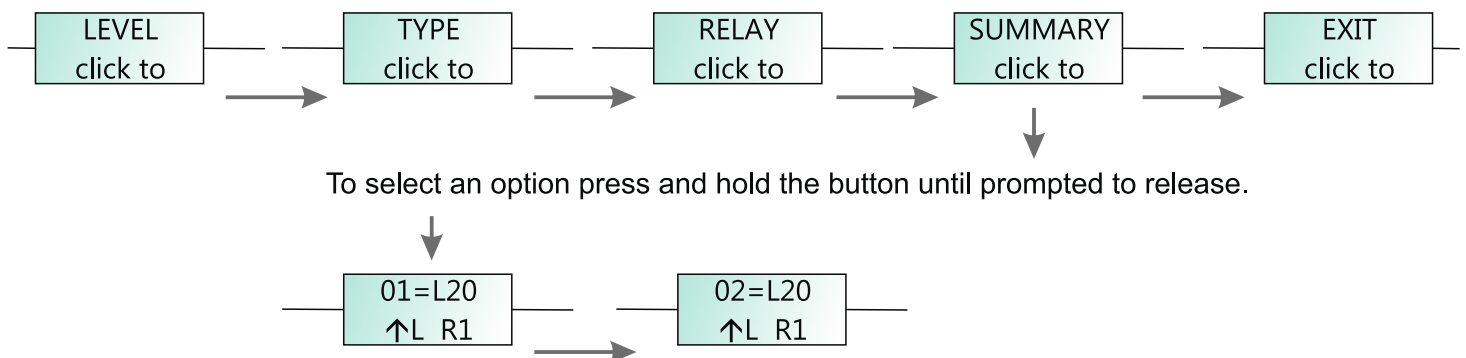 LEVEL
click to
TYPE
click to
RELAY
click to
SUMMARY
click to
EXIT
click to
To select an option press and hold the button until prompted to release.
01=L20
↑L R1
02=L20
↑L R1